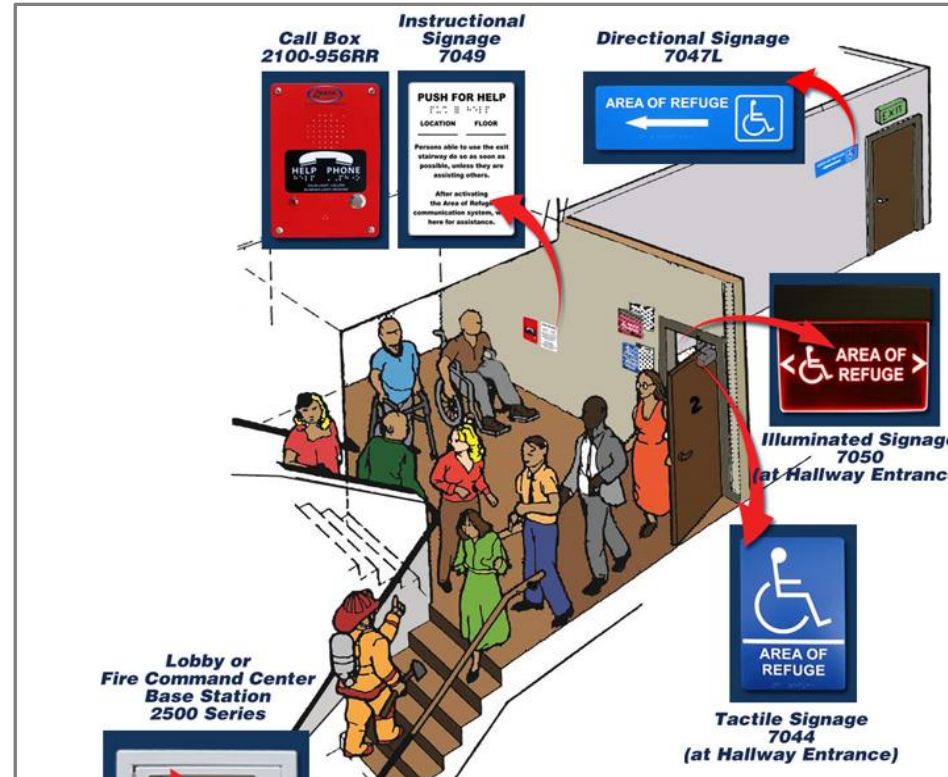 Call Box
2100-956RR
Instructional
Signage
7049
Directional Signage
7047L
HELP PHONE
PUSH FOR HELP
LOCATION FLOOR
Persons able to use the exit
stairway do so as soon as
possible, unless they are
assisting others.
After activating
the Area of Refuge
communication system,
here for assistance.
AREA OF REFUGE
EXIT
AREA OF REFUGE
2
< AREA OF >
REFUGE
Illuminated Signage
7050
(at Hallway Entrance
AREA OF
REFUGE
Tactile Signage
7044
(at Hallway Entrance)
Lobby or
Fire Command Center
Base Station
2500 Series